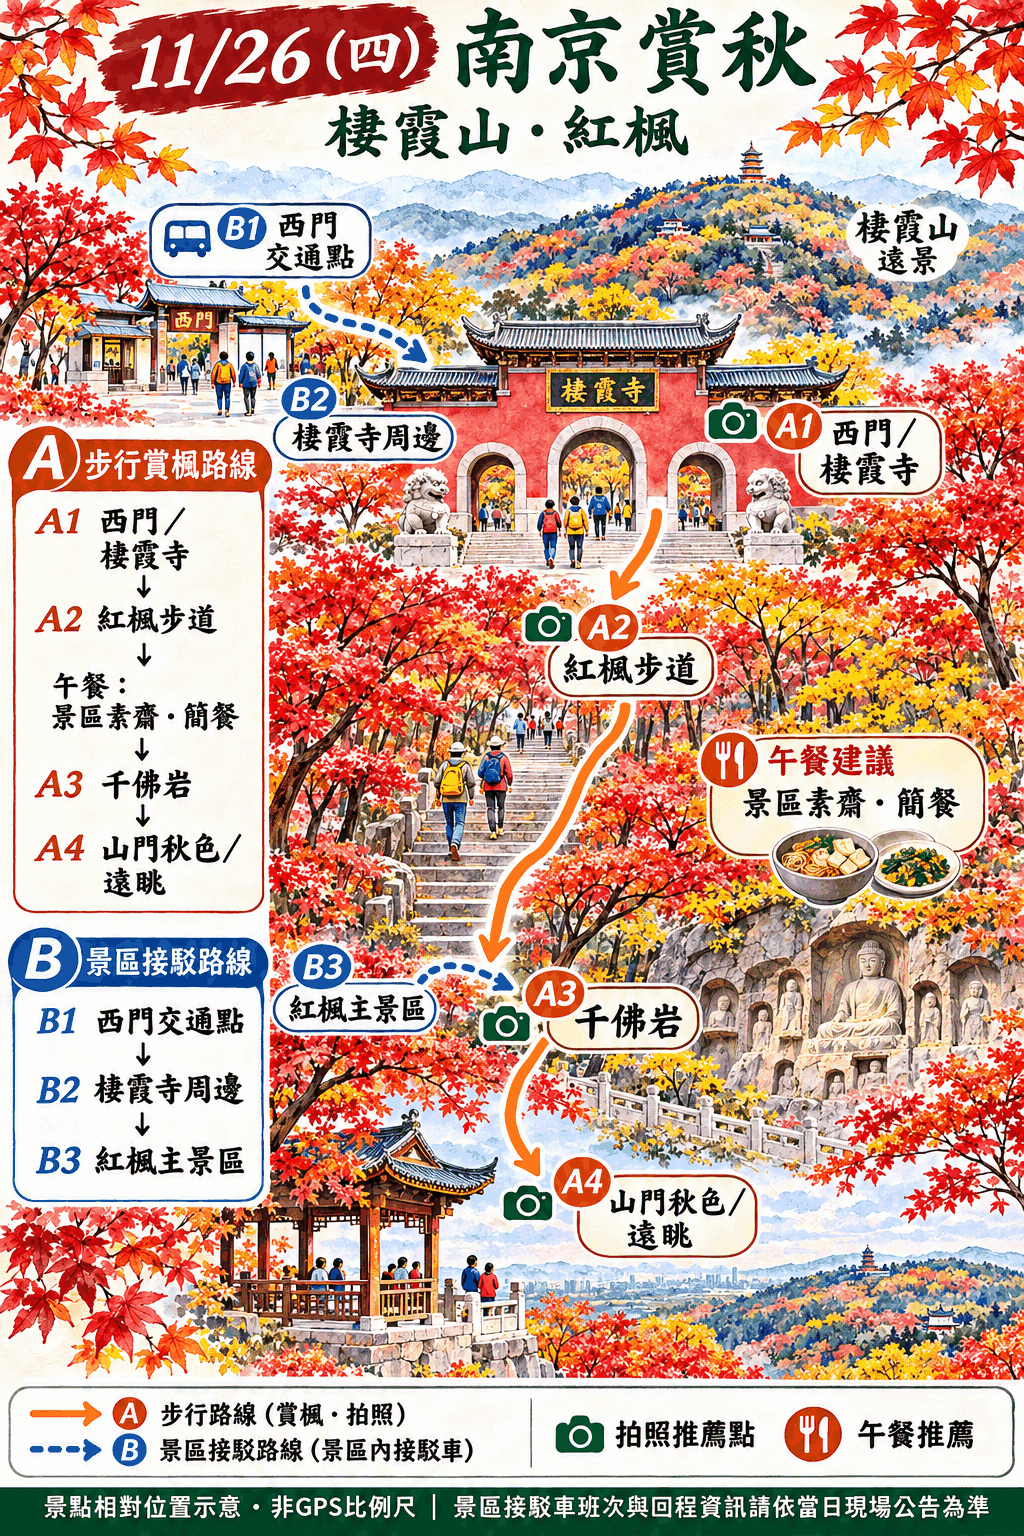 11/26(四)
南京賞秋
棲霞山·紅楓
B1 西門
交通點
棲霞山
遠景
西門
棲霞寺
B2
棲霞寺周邊
A1 西門/
棲霞寺
A 步行賞楓路線
A1 西門/
棲霞寺
↓
A2 紅楓步道
↓
午餐：
景區素齋·簡餐
↓
A3 千佛岩
↓
A4 山門秋色/
遠眺
A2
紅楓步道
午餐建議
景區素齋·簡餐
B 景區接駁路線
B1 西門交通點
↓
B2 棲霞寺周邊
↓
B3 紅楓主景區
B3
紅楓主景區
A3
千佛岩
A4
山門秋色/
遠眺
A 步行路線(賞楓·拍照)
B 景區接駁路線(景區內接駁車)
拍照推薦點
午餐推薦
景點相對位置示意·非GPS比例尺｜景區接駁車班次與回程資訊請依當日現場公告為準